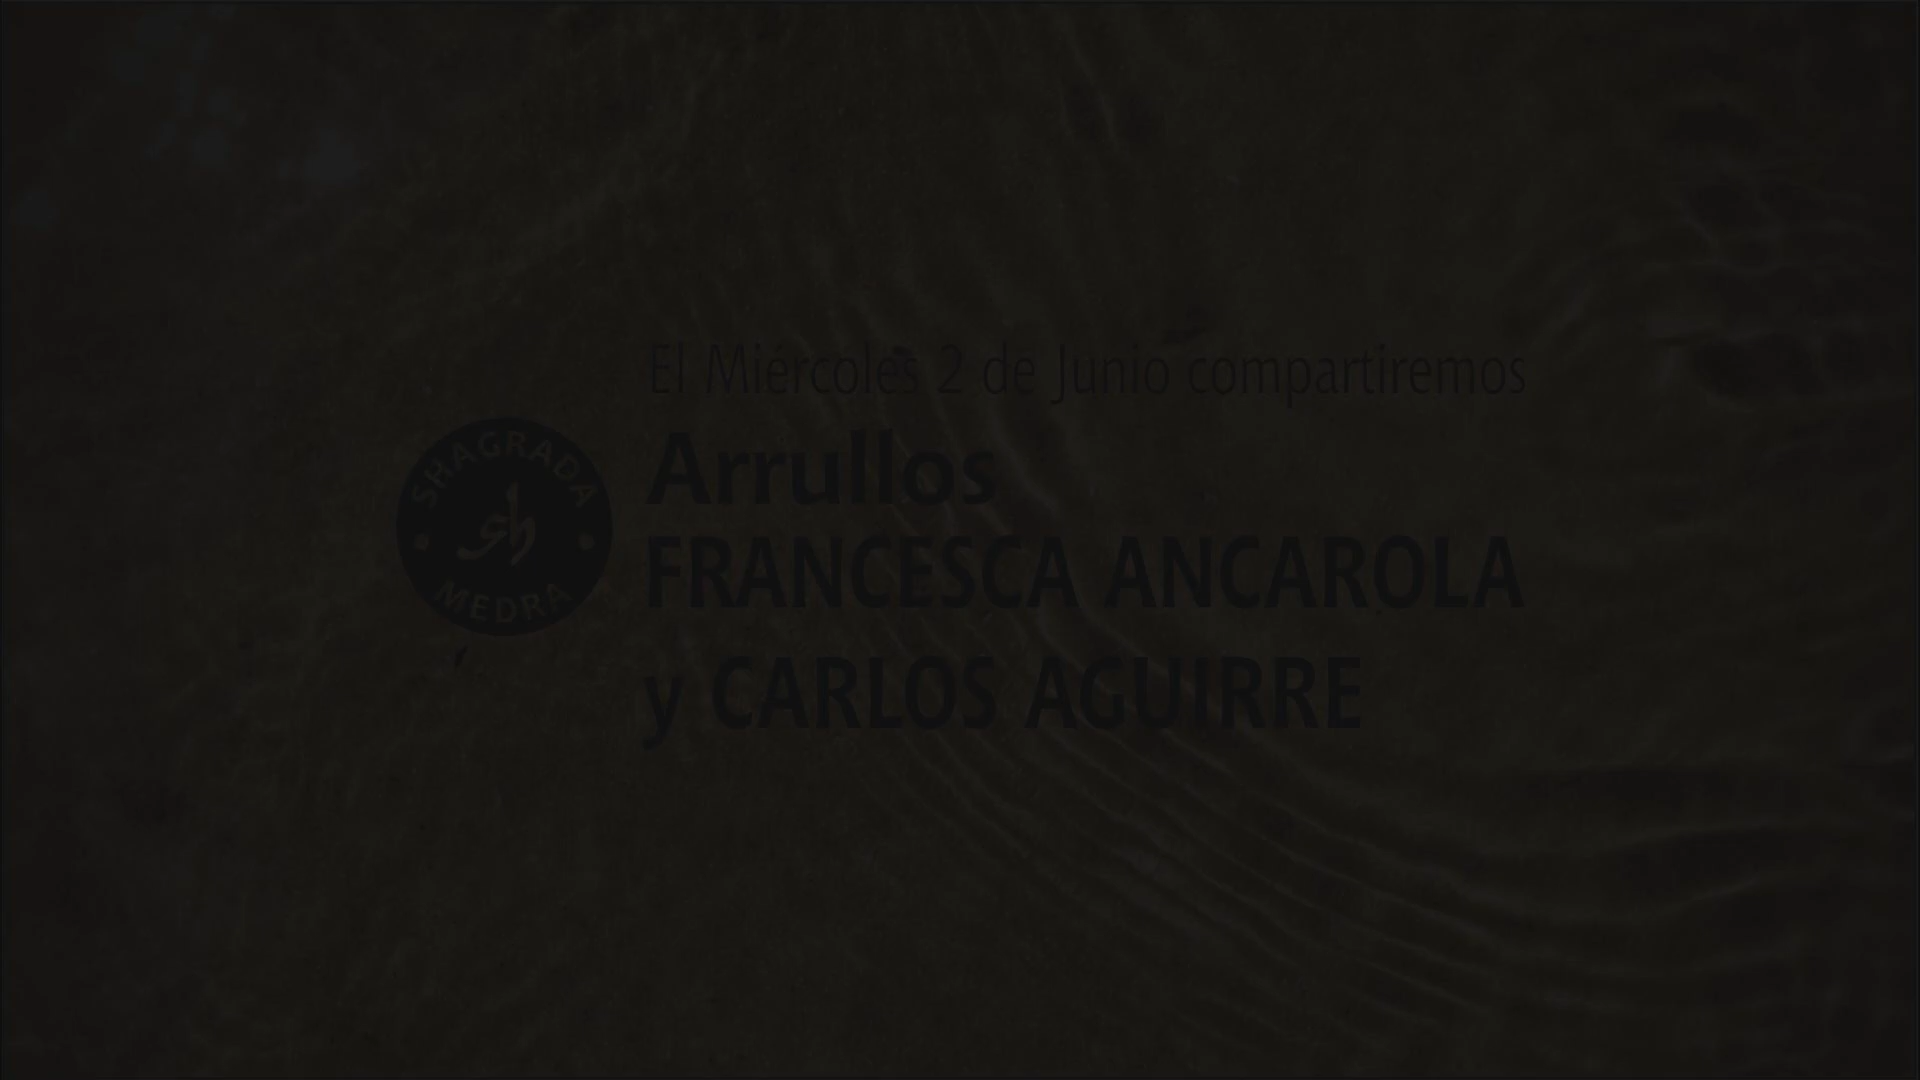 El Miércoles 2 de Junio compartiremos
SHAGRADA
sh
MEDRA
Arrullos
FRANCESCA ANCAROLA
y CARLOS AGUIRRE